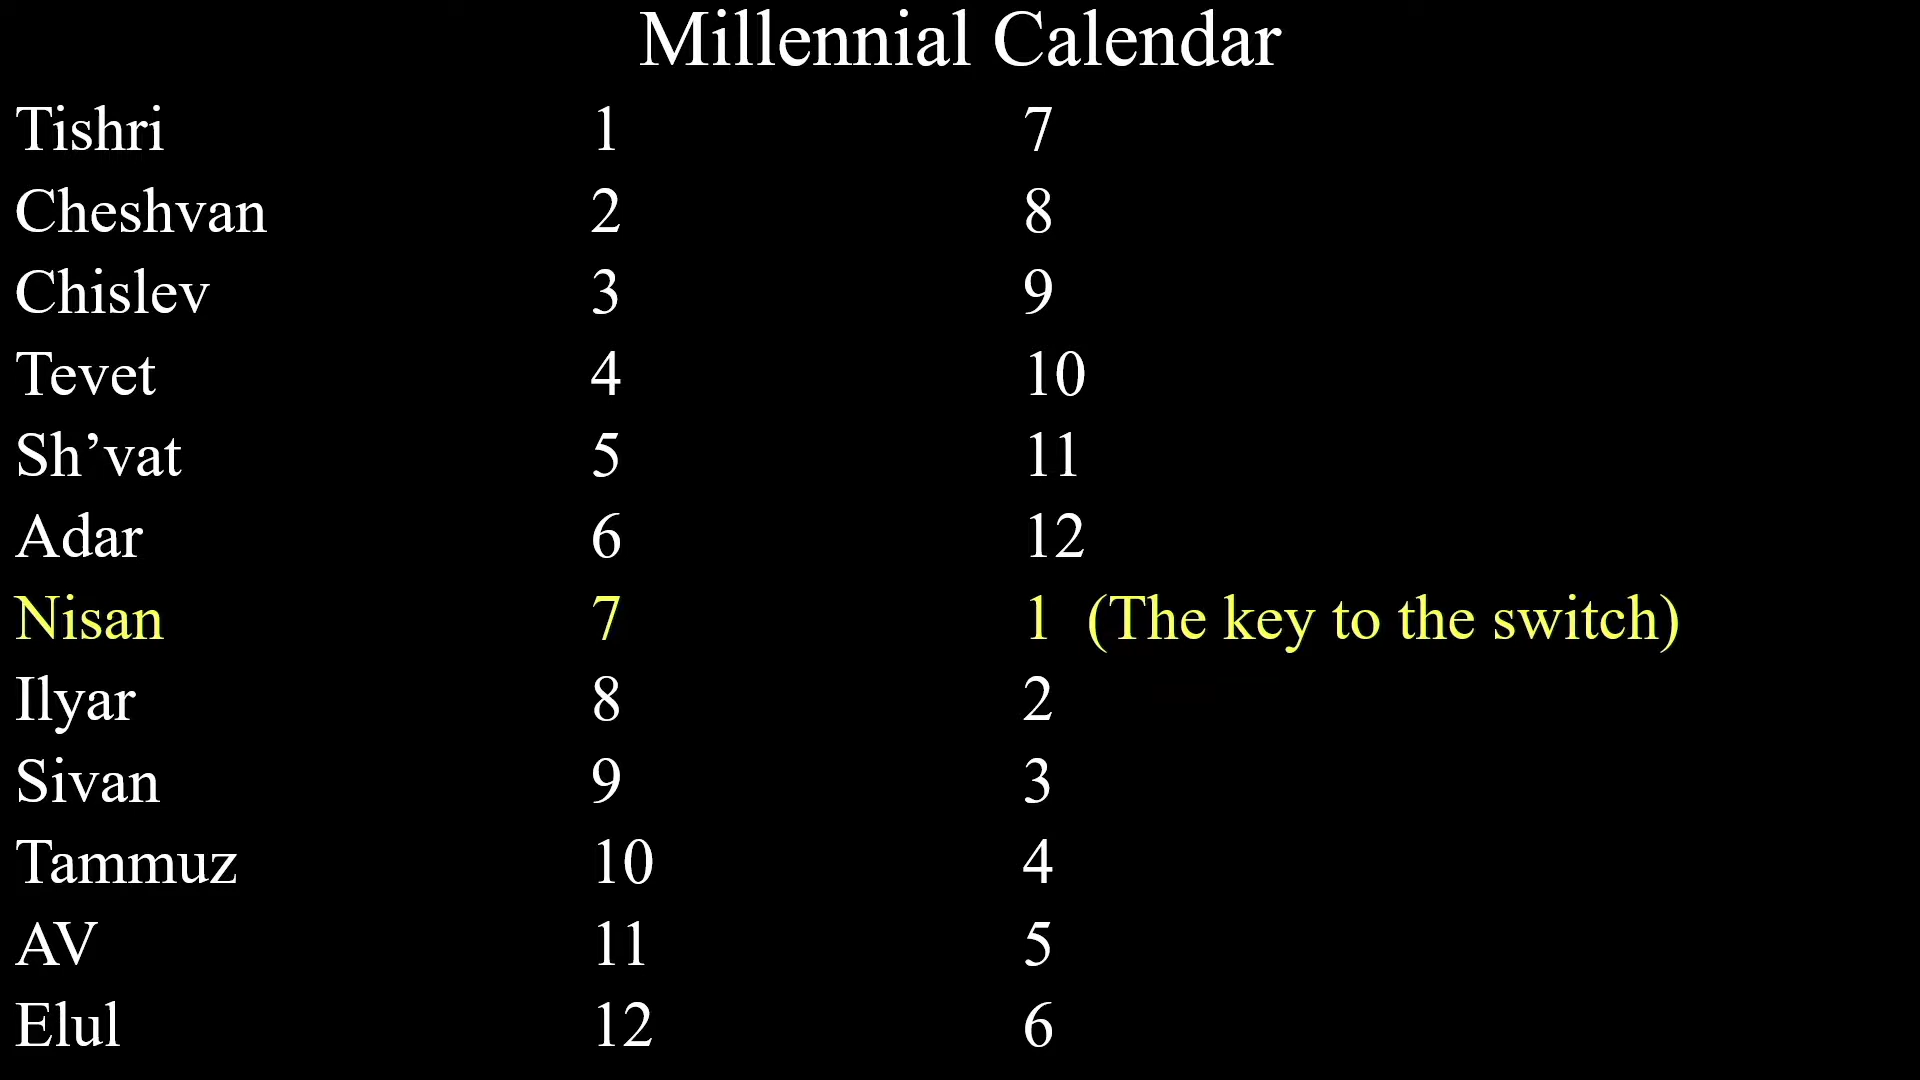 Millennial Calendar
Tishri 1 7
Cheshvan 2 8
Chislev 3 9
Tevet 4 10
Sh’vat 5 11
Adar 6 12
Nisan 7 1 (The key to the switch)
Ilyar 8 2
Sivan 9 3
Tammuz 10 4
AV 11 5
Elul 12 6